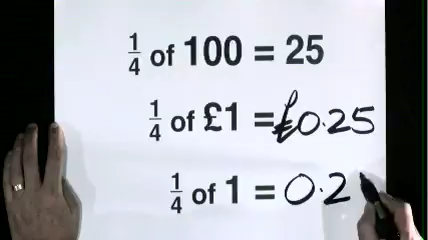 1/4 of 100 = 25
1/4 of £1 = £0.25
1/4 of 1 = 0.2